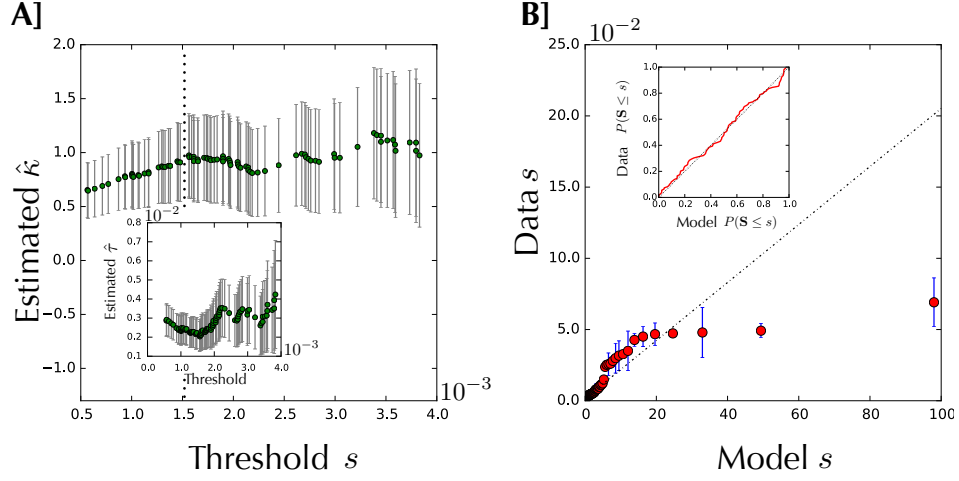 A]
Estimated κ̂
2.0
1.5
1.0
0.5
0.0
−0.5
−1.0
0.5 1.0 1.5 2.0 2.5 3.0 3.5 4.0
10⁻³
Threshold s
10⁻²
Estimated τ̂
0.8
0.7
0.6
0.5
0.4
0.3
0.2
0.1
0.0 1.0 2.0 3.0 4.0
10⁻³
Threshold
B]
10⁻²
Data s
25.0
20.0
15.0
10.0
5.0
0.0
0 20 40 60 80 100
Model s
Data P(S ≤ s)
1.0
0.8
0.6
0.4
0.2
0.0
0.0 0.2 0.4 0.6 0.8 1.0
Model P(S ≤ s)